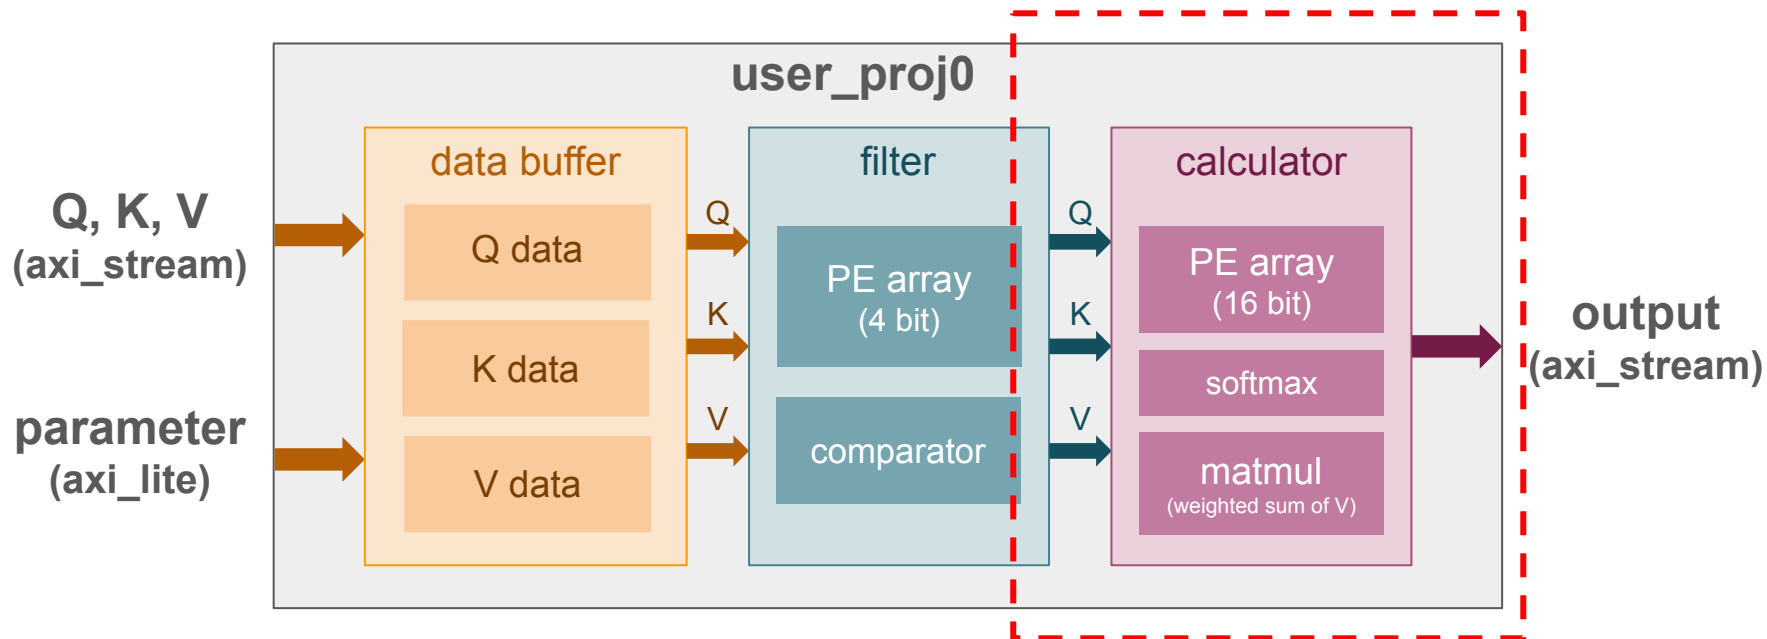 user_proj0
Q, K, V
(axi_stream)
parameter
(axi_lite)
data buffer
Q data
K data
V data
Q
K
V
filter
PE array
(4 bit)
comparator
Q
K
V
calculator
PE array
(16 bit)
softmax
matmul
(weighted sum of V)
output
(axi_stream)